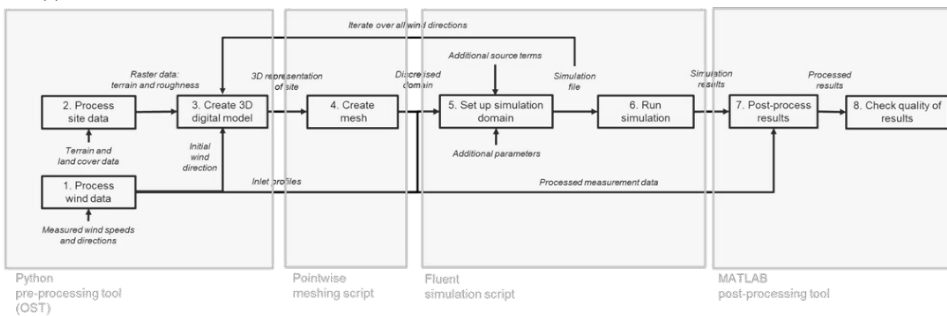 Iterate over all wind directions
Additional source terms
Raster data:
terrain and roughness
3D representation
of site
Discretised
domain
Simulation
file
Simulation
results
Processed
results
2. Process
site data
3. Create 3D
digital model
4. Create
mesh
5. Set up simulation
domain
6. Run
simulation
7. Post-process
results
8. Check quality of
results
Terrain and
land cover data
Initial
wind
direction
Additional parameters
1. Process
wind data
Inlet profiles
Processed measurement data
Measured wind speeds
and directions
Python
pre-processing tool
(OST)
Pointwise
meshing script
Fluent
simulation script
MATLAB
post-processing tool